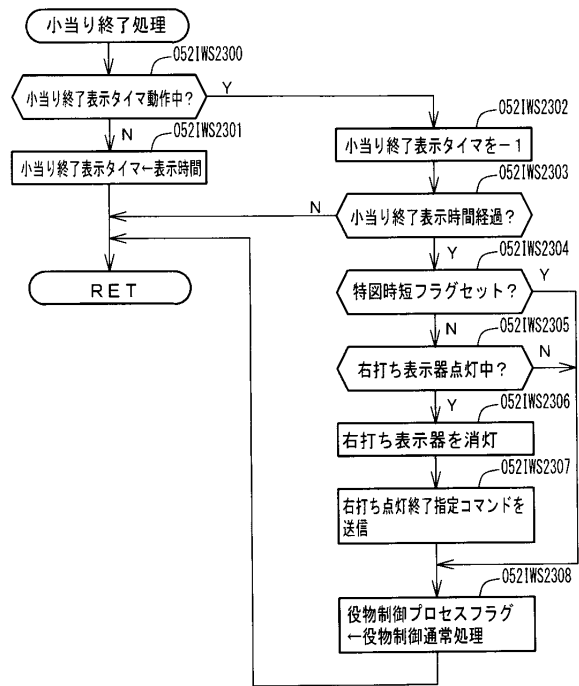 小当り終了処理
052IWS2300
小当り終了表示タイマ動作中?
Y
N
052IWS2301
小当り終了表示タイマ←表示時間
052IWS2302
小当り終了表示タイマを−1
052IWS2303
小当り終了表示時間経過?
N
Y
052IWS2304
特図時短フラグセット?
Y
N
052IWS2305
右打ち表示器点灯中?
N
Y
052IWS2306
右打ち表示器を消灯
052IWS2307
右打ち点灯終了指定コマンドを
送信
052IWS2308
役物制御プロセスフラグ
←役物制御通常処理
RET